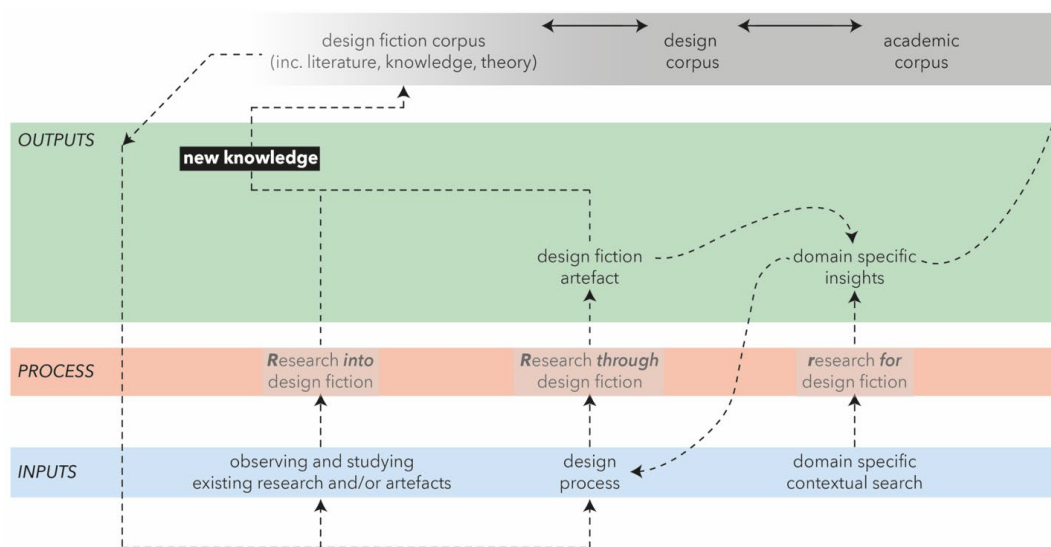 design fiction corpus
(inc. literature, knowledge, theory)
design
corpus
academic
corpus
OUTPUTS
new knowledge
design fiction
artefact
domain specific
insights
PROCESS
Research into
design fiction
Research through
design fiction
research for
design fiction
INPUTS
observing and studying
existing research and/or artefacts
design
process
domain specific
contextual search